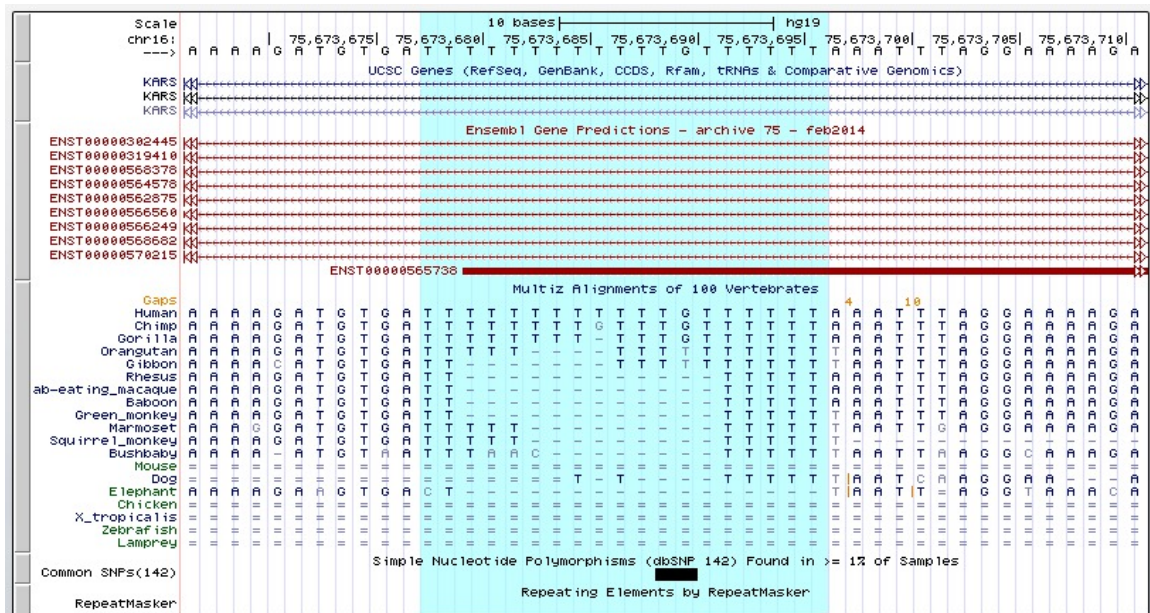 Scale 10 bases hg19
chr16: 75,673,675 75,673,680 75,673,685 75,673,690 75,673,695 75,673,700 75,673,705 75,673,710
---> A A A A G A T G T G A T T T T T T T T T T T T G T T T T T T A A A T T T A G G A A A A G A
UCSC Genes (RefSeq, GenBank, CCDS, Rfam, tRNAs & Comparative Genomics)
KARS
KARS
KARS
Ensembl Gene Predictions - archive 75 - feb2014
ENST00000302445
ENST00000319410
ENST00000568378
ENST00000564578
ENST00000562875
ENST00000566560
ENST00000566249
ENST00000568682
ENST00000570215
ENST00000565738
Multiz Alignments of 100 Vertebrates
Gaps 4 10
Human A A A A G A T G T G A T T T T T T T T T T T T G T T T T T T A A A T T T A G G A A A A G A
Chimp A A A A G A T G T G A T T T T T T T T G T T T G T T T T T T A A A T T T A G G A A A A G A
Gorilla A A A A G A T G T G A T T T T T T T T - T T T G T T T T T T A A A T T T A G G A A A A G A
Orangutan A A A A G A T G T G A T T T T T - - - - T T T T T T T T T T T A A T T T A G G A A A A G A
Gibbon A A A A C A T G T G A T T - - - - - - - T T T T T T T T T T T A A T T T A G G A A A A G A
Rhesus A A A A G A T G T G A T T - - - - - - - - - - - - T T T T T A A A T T T A G G A A A A G A
ab-eating_macaque A A A A G A T G T G A T T - - - - - - - - - - - - T T T T T A A A T T T A G G A A A A G A
Baboon A A A A G A T G T G A T T - - - - - - - - - - - - T T T T T A A A T T T A G G A A A A G A
Green_monkey A A A A G A T G T G A T T - - - - - - - - - - - - T T T T T T A A T T T A G G A A A A G A
Marmoset A A A G G A T G T G A T T T T T - - - - - - - - - T T T T T T A A T T G A G G A A A A G A
Squirrel_monkey A A A A G A T G T G A T T T T T - - - - - - - - - T T T T T T - - - - - - - - - - - - - -
Bushbaby A A A A - A T G T A A T T T A A C - - - - - - - - T T T T T T A A T T A A G G C A A A G A
Mouse = = = = = = = = = = = = = = = = = = = = = = = = = = = = = = = = = = = = = = = = = = = = =
Dog = = = = = = = = = = = = = = = = = = T - T - - - - T T T T T T | A A T C A A G G A A - - - A
Elephant A A A A G A A G T G A C T - - - - - - - - - - - - - - - - - T | A A T | T = A G G T A A A C A
Chicken = = = = = = = = = = = = = = = = = = = = = = = = = = = = = = = = = = = = = = = = = = = = =
X_tropicalis = = = = = = = = = = = = = = = = = = = = = = = = = = = = = = = = = = = = = = = = = = = = =
Zebrafish = = = = = = = = = = = = = = = = = = = = = = = = = = = = = = = = = = = = = = = = = = = = =
Lamprey = = = = = = = = = = = = = = = = = = = = = = = = = = = = = = = = = = = = = = = = = = = = =
Simple Nucleotide Polymorphisms (dbSNP 142) Found in >= 1% of Samples
Common SNPs(142)
Repeating Elements by RepeatMasker
RepeatMasker